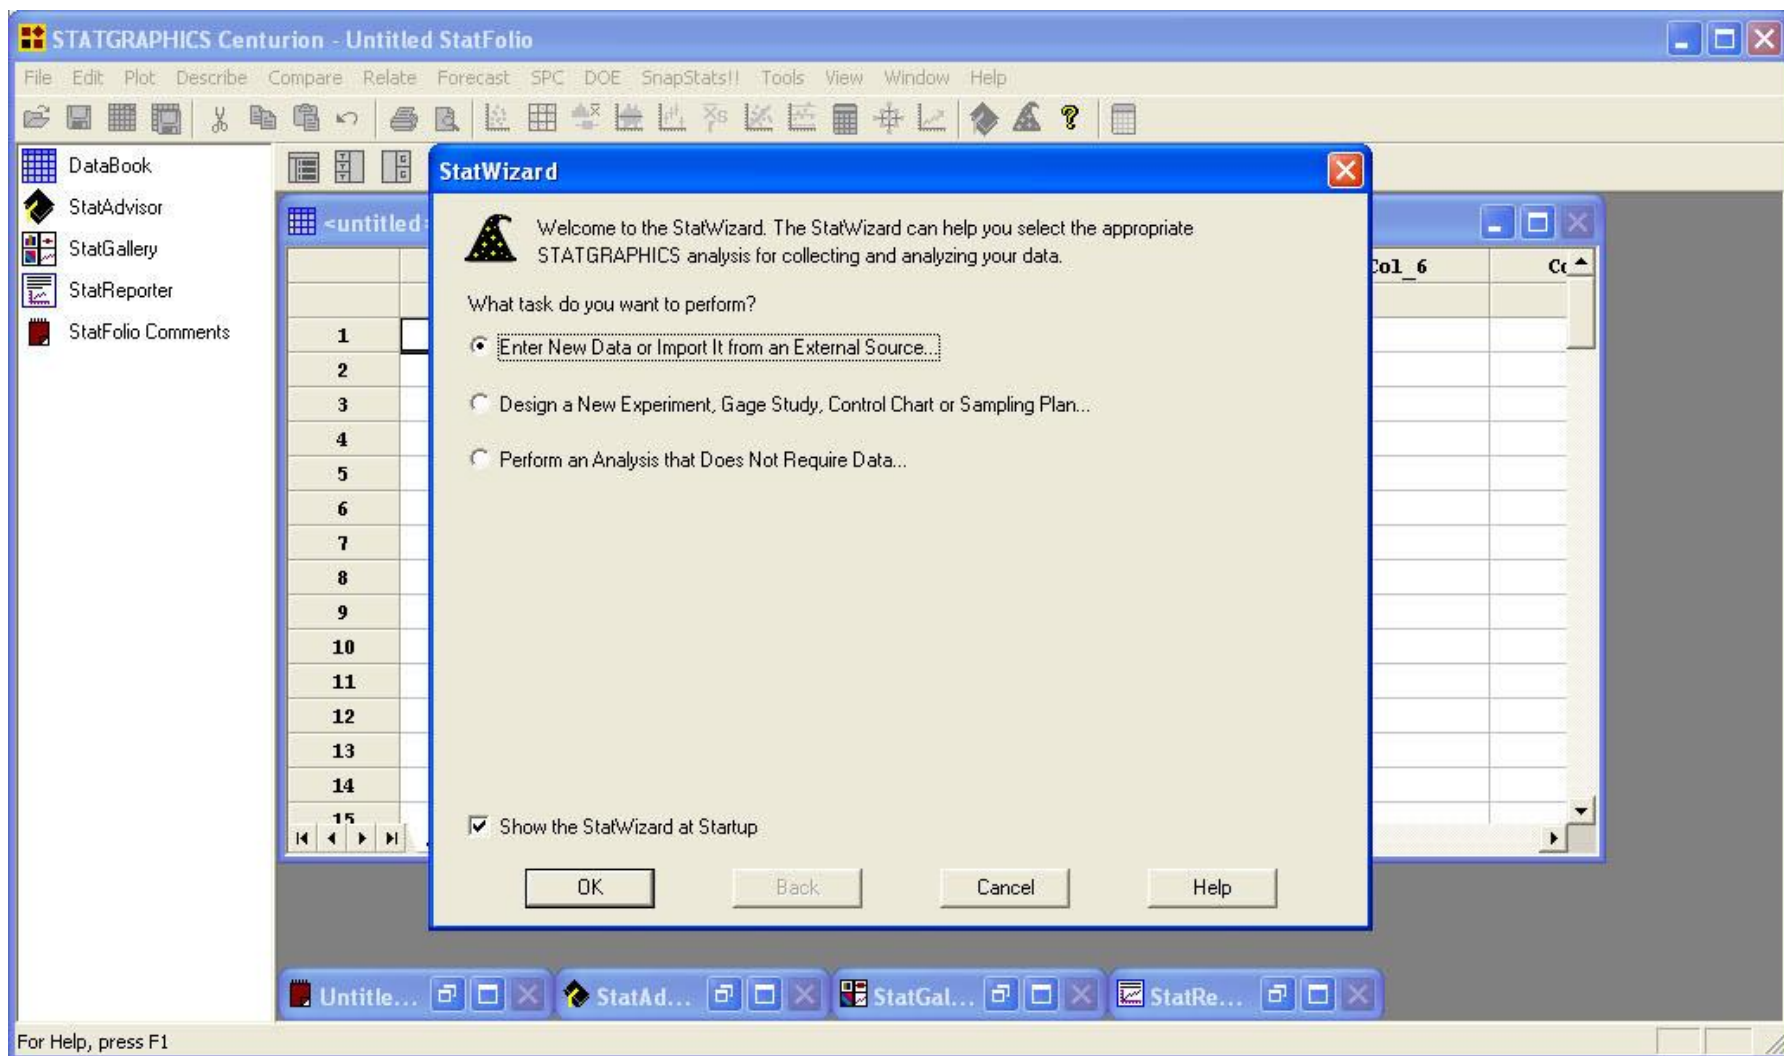 STATGRAPHICS Centurion - Untitled StatFolio
File Edit Plot Describe Compare Relate Forecast SPC DOE SnapStats!! Tools View Window Help
DataBook
StatAdvisor
StatGallery
StatReporter
StatFolio Comments
<untitled>
Col_6
1
2
3
4
5
6
7
8
9
10
11
12
13
14
15
StatWizard
Welcome to the StatWizard. The StatWizard can help you select the appropriate
STATGRAPHICS analysis for collecting and analyzing your data.
What task do you want to perform?
Enter New Data or Import It from an External Source...
Design a New Experiment, Gage Study, Control Chart or Sampling Plan...
Perform an Analysis that Does Not Require Data...
Show the StatWizard at Startup
OK Back Cancel Help
Untitle... StatAd... StatGal... StatRe...
For Help, press F1